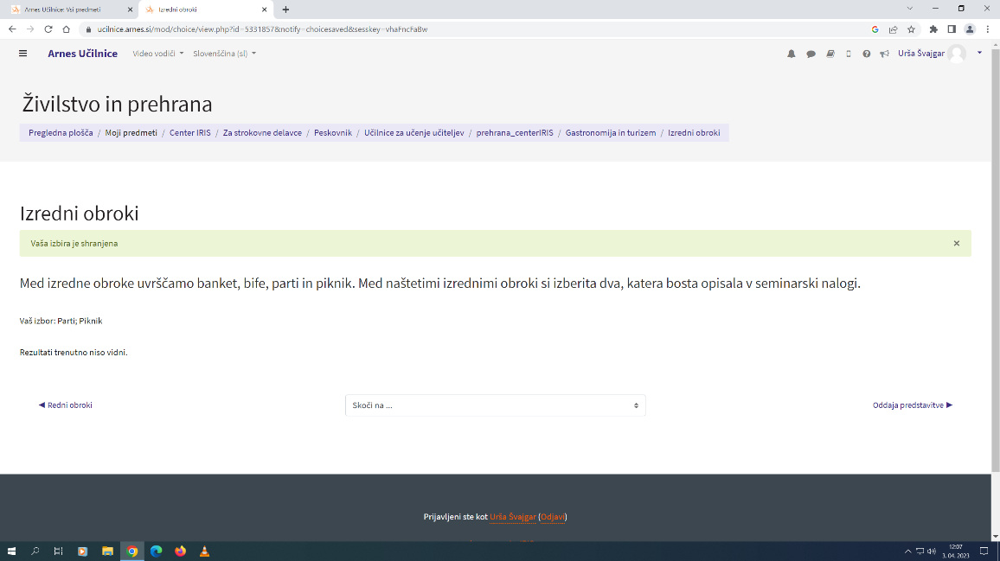 Arnes Učilnice: Vsi predmeti
Izredni obroki
ucilnice.arnes.si/mod/choice/view.php?id=5331857&notify=choicesaved&sesskey=vhaFncFaBw
Arnes Učilnice
Video vodiči
Slovenščina (sl)
Urša Švajgar
Živilstvo in prehrana
Pregledna plošča / Moji predmeti / Center IRIS / Za strokovne delavce / Peskovnik / Učilnice za učenje učiteljev / prehrana_centerIRIS / Gastronomija in turizem / Izredni obroki
Izredni obroki
Vaša izbira je shranjena
Med izredne obroke uvrščamo banket, bife, parti in piknik. Med naštetimi izrednimi obroki si izberita dva, katera bosta opisala v seminarski nalogi.
Vaš izbor: Parti; Piknik
Rezultati trenutno niso vidni.
◀ Redni obroki
Skoči na ...
Oddaja predstavitve ▶
Prijavljeni ste kot Urša Švajgar (Odjavi)
12:07
3. 04. 2023